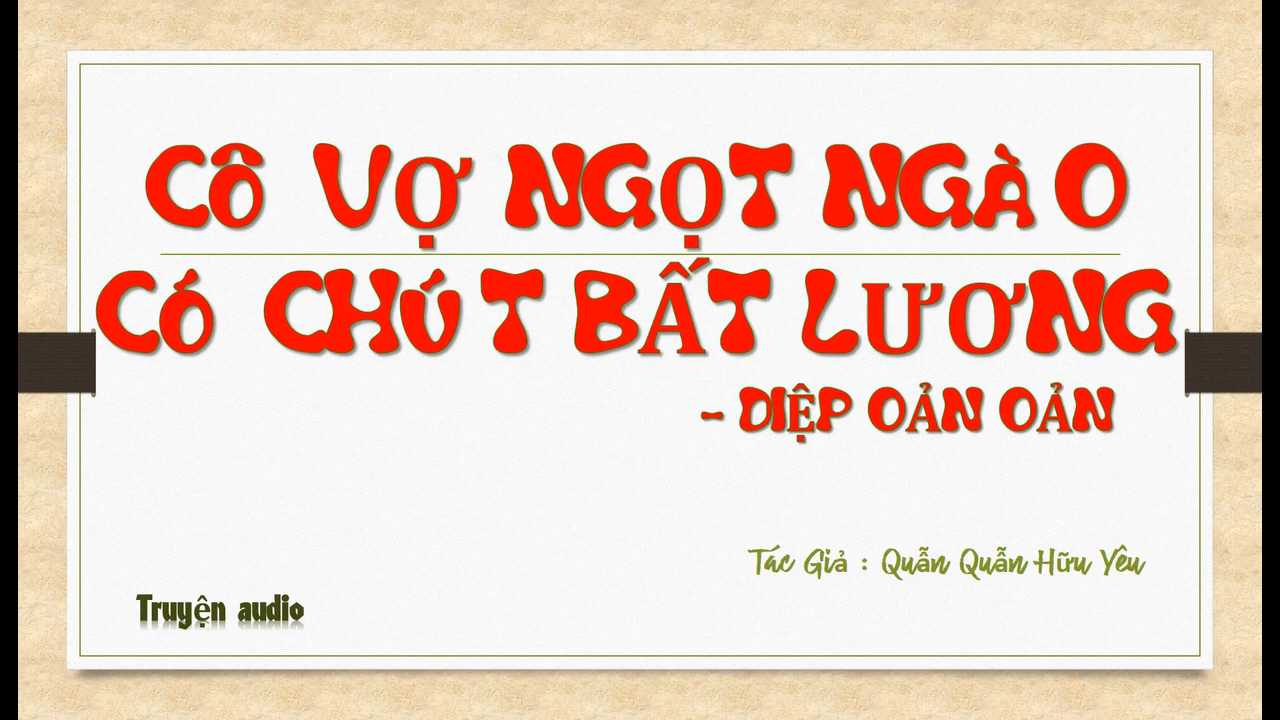 CÔ VỢ NGỌT NGÀO
CÓ CHÚT BẤT LƯƠNG
- DIỆP OẢN OẢN
Tác Giả : Quẫn Quẫn Hữu Yêu
Truyện audio